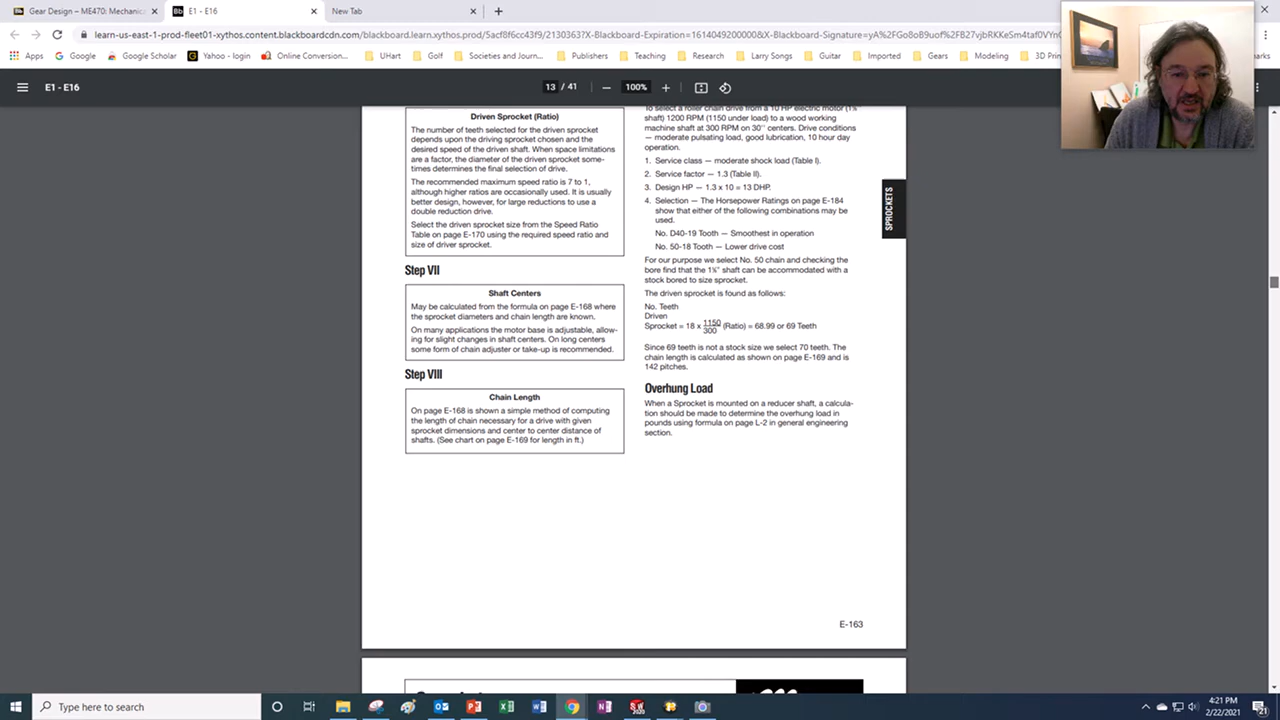 Gear Design – ME470: Mechanic
E1 - E16
New Tab
learn-us-east-1-prod-fleet01-xythos.content.blackboardcdn.com/blackboard.learn.xythos.prod/5acf8f6cc43f9/2130363?X-Blackboard-Expiration=1614049200000&X-Blackboard-Signature=
Apps
Google
Google Scholar
Yahoo - login
Online Conversion...
UHart
Golf
Societies and Journ...
Publishers
Teaching
Research
Larry Songs
Guitar
Imported
Gears
Modeling
3D Prin
E1 - E16
13 / 41
100%
Driven Sprocket (Ratio)
The number of teeth selected for the driven sprocket
depends upon the driving sprocket chosen and the
desired speed of the driven shaft. When space limitations
are a factor, the diameter of the driven sprocket some-
times determines the final selection of drive.
The recommended maximum speed ratio is 7 to 1,
although higher ratios are occasionally used. It is usually
better design, however, for large reductions to use a
double reduction drive.
Select the driven sprocket size from the Speed Ratio
Table on page E-170 using the required speed ratio and
size of driver sprocket.
Step VII
Shaft Centers
May be calculated from the formula on page E-168 where
the sprocket diameters and chain length are known.
On many applications the motor base is adjustable, allow-
ing for slight changes in shaft centers. On long centers
some form of chain adjuster or take-up is recommended.
Step VIII
Chain Length
On page E-168 is shown a simple method of computing
the length of chain necessary for a drive with given
sprocket dimensions and center to center distance of
shafts. (See chart on page E-169 for length in ft.)
To select a roller chain drive from a 10 HP electric motor
shaft) 1200 RPM (1150 under load) to a wood working
machine shaft at 300 RPM on 30" centers. Drive conditions
— moderate pulsating load, good lubrication, 10 hour day
operation.
1. Service class — moderate shock load (Table I).
2. Service factor — 1.3 (Table II).
3. Design HP — 1.3 x 10 = 13 DHP.
4. Selection — The Horsepower Ratings on page E-184
show that either of the following combinations may be
used.
No. D40-19 Tooth — Smoothest in operation
No. 50-18 Tooth — Lower drive cost
For our purpose we select No. 50 chain and checking the
bore find that the shaft can be accommodated with a
stock bored to size sprocket.
The driven sprocket is found as follows:
No. Teeth
Driven
Sprocket = 18 x 1150/300 (Ratio) = 68.99 or 69 Teeth
Since 69 teeth is not a stock size we select 70 teeth. The
chain length is calculated as shown on page E-169 and is
142 pitches.
Overhung Load
When a Sprocket is mounted on a reducer shaft, a calcula-
tion should be made to determine the overhung load in
pounds using formula on page L-2 in general engineering
section.
SPROCKETS
E-163
Type here to search
4:21 PM
2/22/2021
21